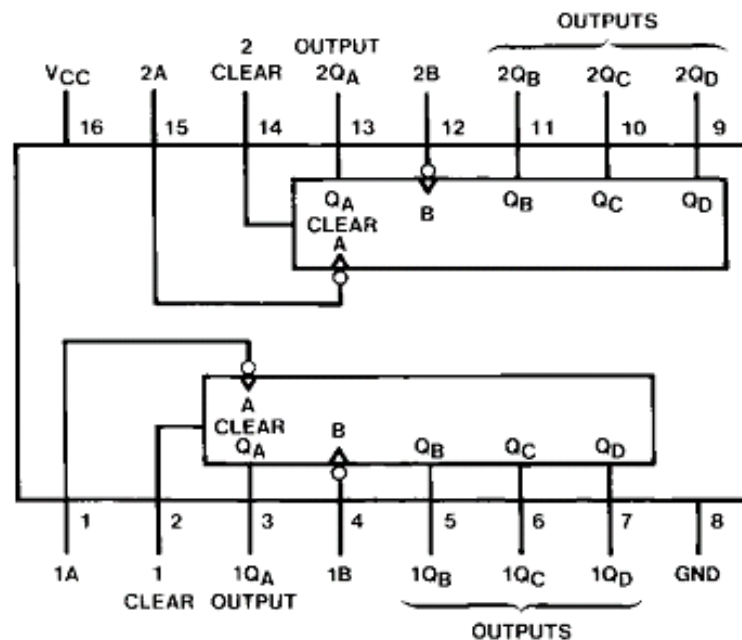 OUTPUTS
2 OUTPUT
VCC 2A CLEAR 2QA 2B 2QB 2QC 2QD
16 15 14 13 12 11 10 9
QA B QB QC QD
CLEAR
A
A
CLEAR B
QA QB QC QD
1 2 3 4 5 6 7 8
1A 1 1QA 1B 1QB 1QC 1QD GND
CLEAR OUTPUT
OUTPUTS